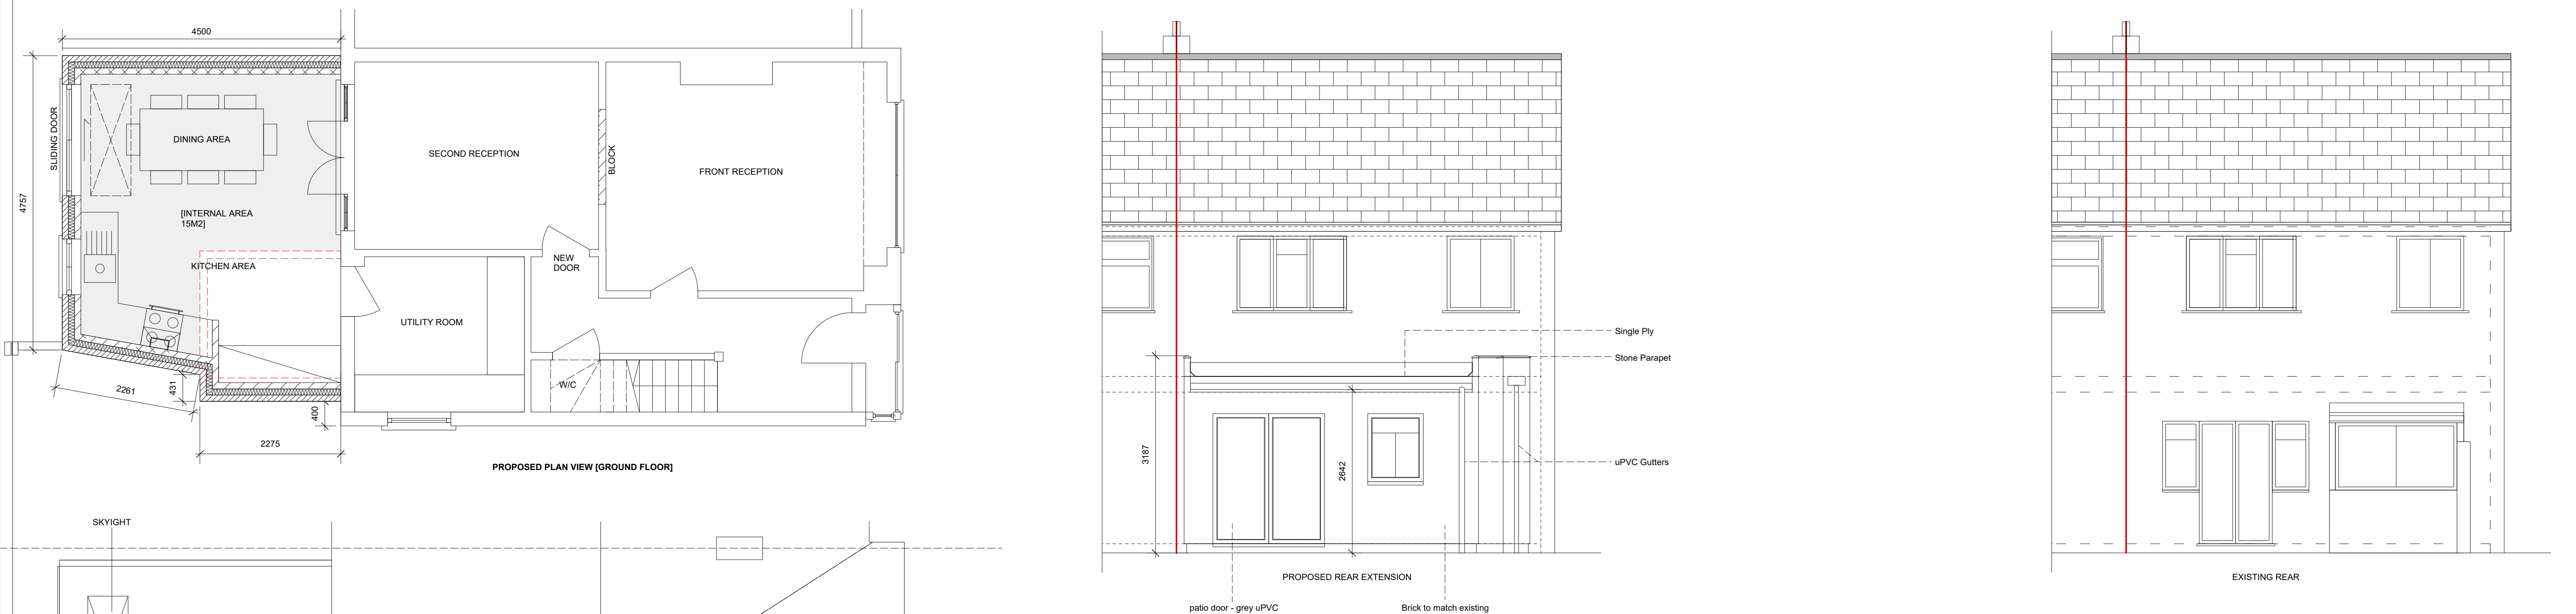 4500
4757
SLIDING DOOR
DINING AREA
[INTERNAL AREA
15M2]
KITCHEN AREA
2261
431
400
2275
SECOND RECEPTION
BLOCK
FRONT RECEPTION
NEW
DOOR
UTILITY ROOM
W/C
PROPOSED PLAN VIEW [GROUND FLOOR]
SKYIGHT
Single Ply
Stone Parapet
3187
2642
uPVC Gutters
PROPOSED REAR EXTENSION
patio door - grey uPVC
Brick to match existing
EXISTING REAR